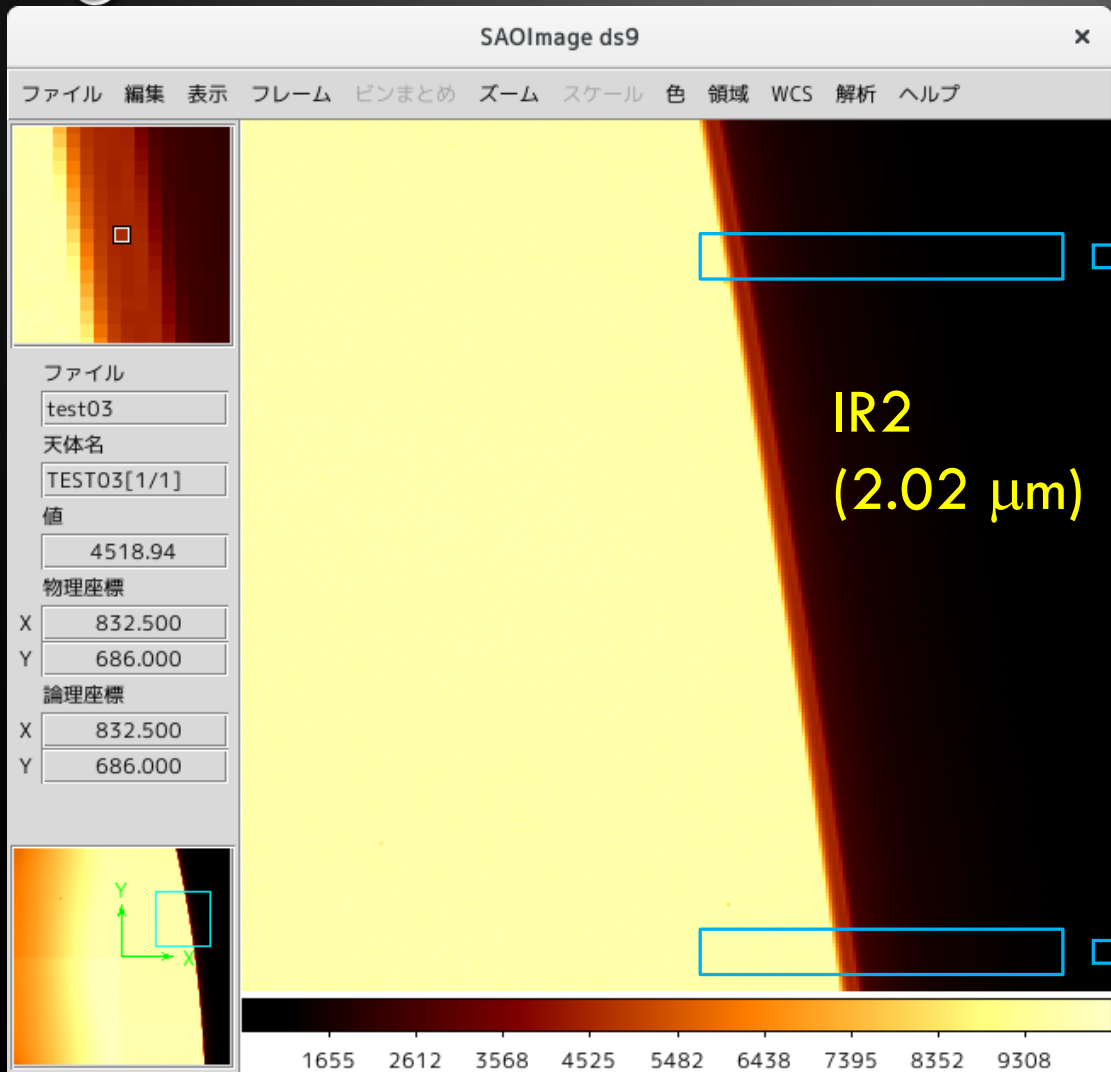 SAOImage ds9
×
ファイル 編集 表示 フレーム ビンまとめ ズーム スケール 色 領域 WCS 解析 ヘルプ
ファイル
test03
天体名
TEST03[1/1]
値
4518.94
物理座標
X 832.500
Y 686.000
論理座標
X 832.500
Y 686.000
IR2
(2.02 μm)
Y
X
1655 2612 3568 4525 5482 6438 7395 8352 9308